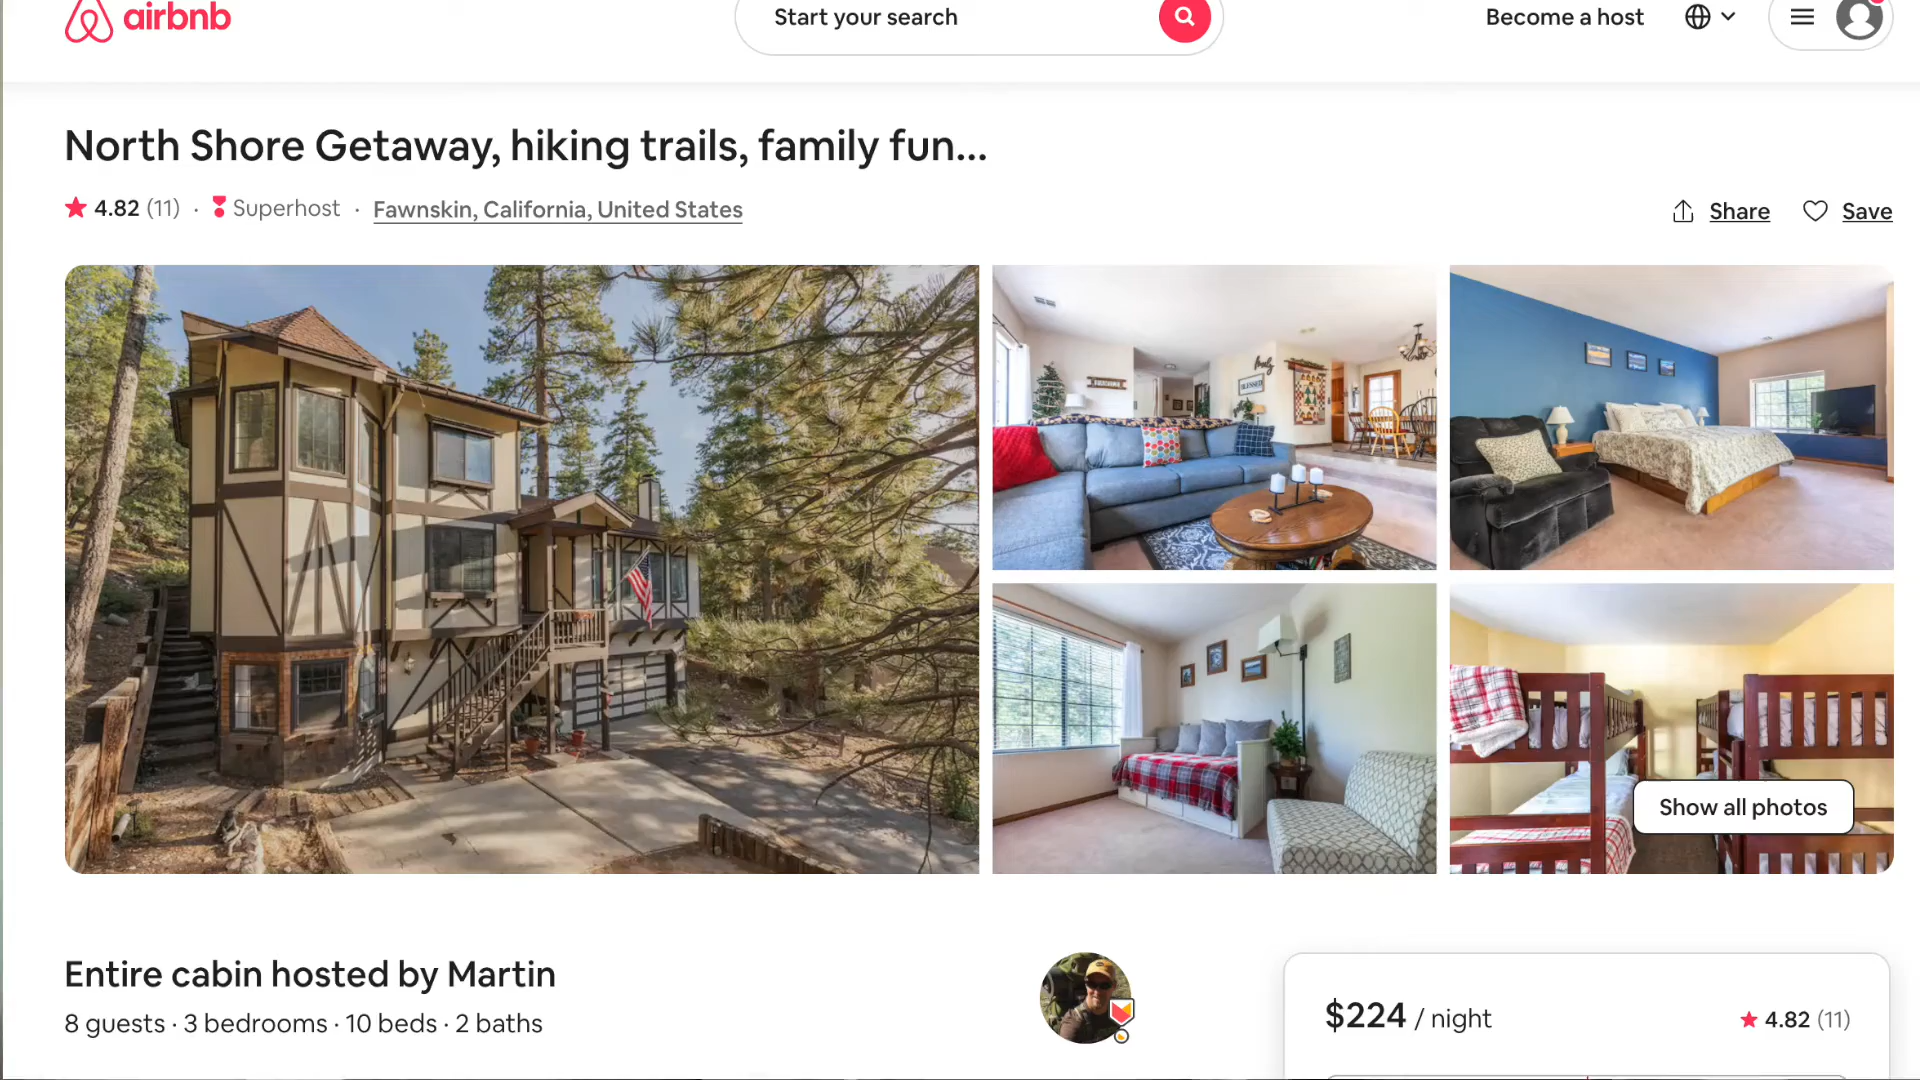 airbnb
Start your search
Become a host
North Shore Getaway, hiking trails, family fun...
4.82 (11) · Superhost · Fawnskin, California, United States
Share
Save
BLESSED
Show all photos
Entire cabin hosted by Martin
8 guests · 3 bedrooms · 10 beds · 2 baths
$224 / night
4.82 (11)